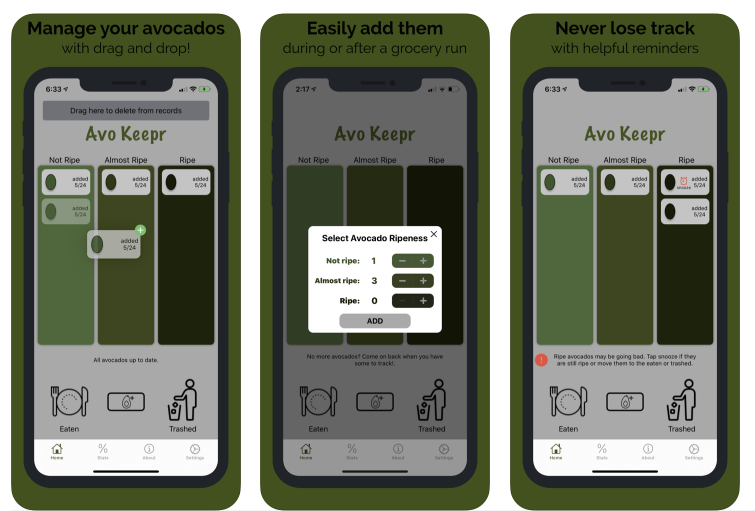 Manage your avocados
with drag and drop!
6:33
Drag here to delete from records
Avo Keepr
Not Ripe Almost Ripe Ripe
added
5/24
added
5/24
added
5/24
added
5/24
added
5/24
All avocados up to date.
Eaten
Trashed
Home Stats About Settings
Easily add them
during or after a grocery run
2:17
Avo Keepr
Not Ripe Almost Ripe Ripe
Select Avocado Ripeness
Not ripe: 1 − +
Almost ripe: 3 − +
Ripe: 0 − +
ADD
No more avocados? Come on back when you have
some to track!.
Eaten
Trashed
Home Stats About Settings
Never lose track
with helpful reminders
6:33
Avo Keepr
Not Ripe Almost Ripe Ripe
added
5/24
added
5/24
SNOOZE
added
5/24
added
5/24
Ripe avocados may be going bad. Tap snooze if they
are still ripe or move them to the eaten or trashed.
Eaten
Trashed
Home Stats About Settings